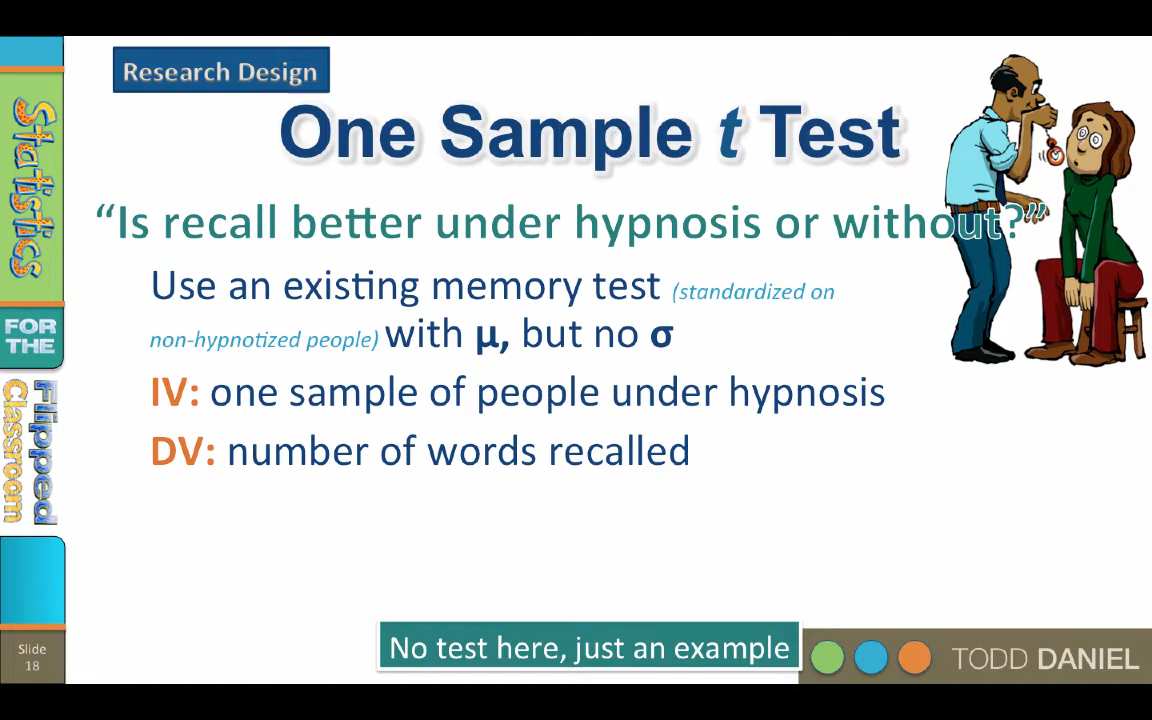 Research Design
One Sample t Test
“Is recall better under hypnosis or without?”
Use an existing memory test (standardized on
non-hypnotized people) with μ, but no σ
IV: one sample of people under hypnosis
DV: number of words recalled
No test here, just an example
Statistics
FOR
THE
Flipped
Classroom
Slide
18
TODD DANIEL